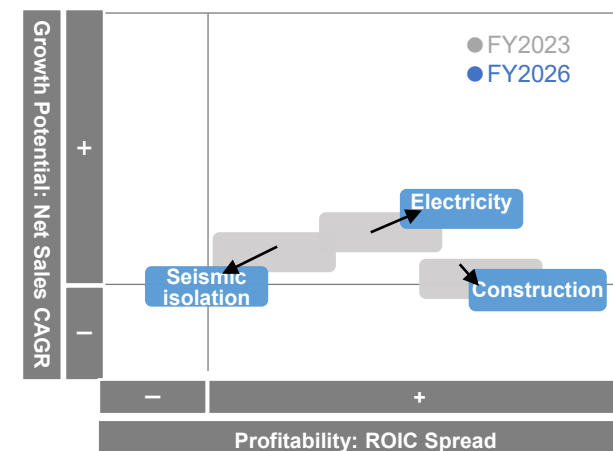 Growth Potential: Net Sales CAGR
+
−
FY2023
FY2026
Electricity
Seismic
isolation
Construction
−
+
Profitability: ROIC Spread